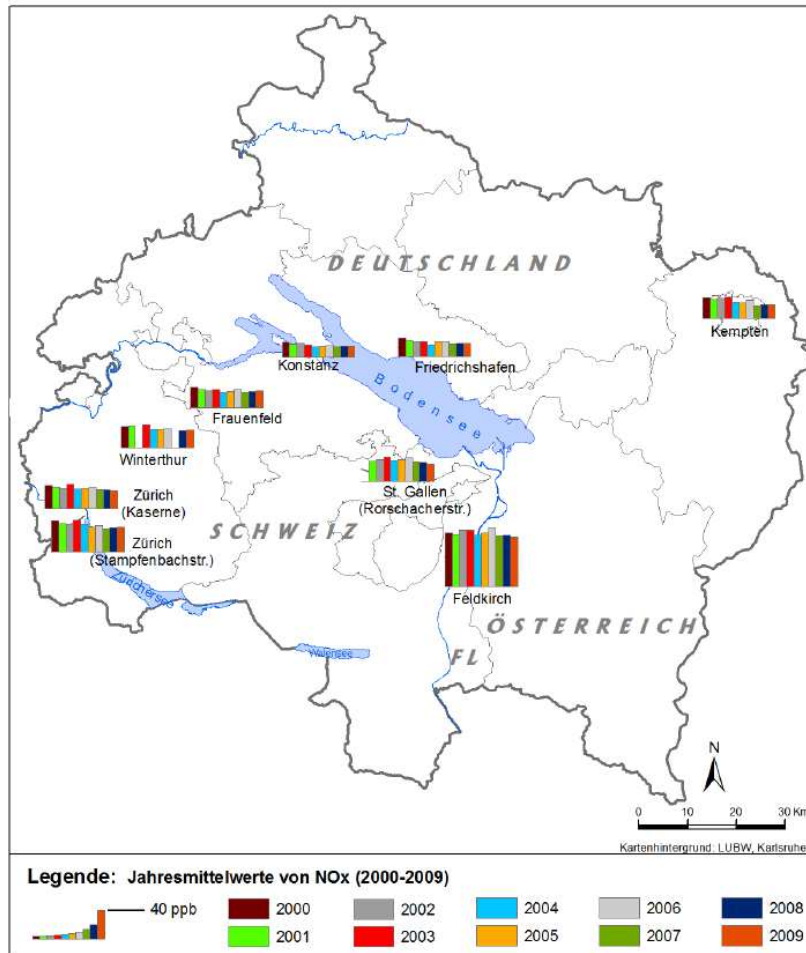 DEUTSCHLAND
Kempten
Konstanz
Friedrichshafen
Bodensee
Frauenfeld
Winterthur
St. Gallen
(Rorschacherstr.)
Zürich
(Kaserne)
SCHWEIZ
Zürich
(Stampfenbachstr.)
Zürichersee
Feldkirch
ÖSTERREICH
FL
Walensee
N
0 10 20 30 Km
Kartenhintergrund: LUBW, Karlsruhe
Legende: Jahresmittelwerte von NOx (2000-2009)
40 ppb
2000 2002 2004 2006 2008
2001 2003 2005 2007 2009